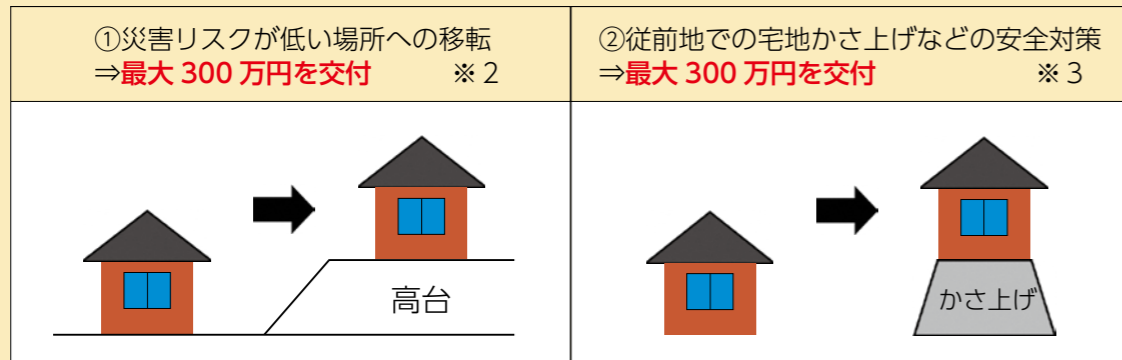 ①災害リスクが低い場所への移転
⇒最大 300 万円を交付 ※2
②従前地での宅地かさ上げなどの安全対策
⇒最大 300 万円を交付 ※3
高台
かさ上げ